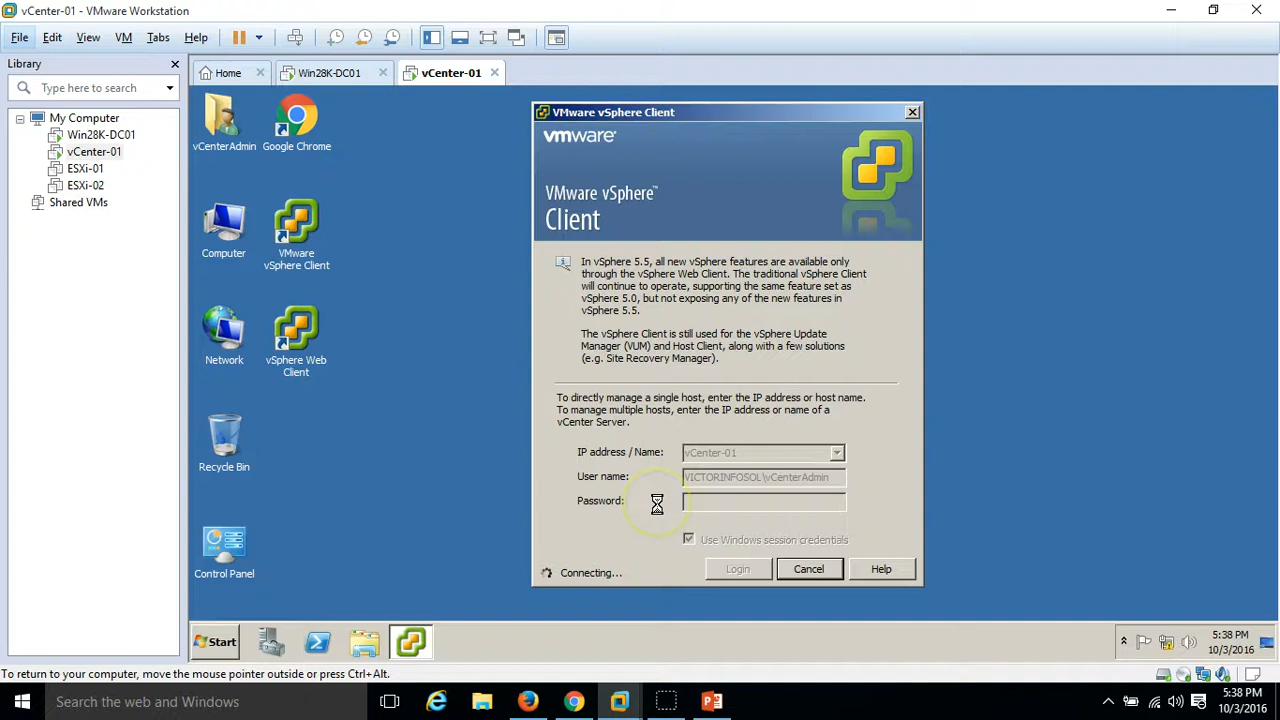 vCenter-01 - VMware Workstation
File Edit View VM Tabs Help
Library
Type here to search
My Computer
Win28K-DC01
vCenter-01
ESXi-01
ESXi-02
Shared VMs
Home
Win28K-DC01
vCenter-01
vCenterAdmin
Google Chrome
Computer
VMware
vSphere Client
Network
vSphere Web
Client
Recycle Bin
Control Panel
VMware vSphere Client
vmware
VMware vSphere™
Client
In vSphere 5.5, all new vSphere features are available only
through the vSphere Web Client. The traditional vSphere Client
will continue to operate, supporting the same feature set as
vSphere 5.0, but not exposing any of the new features in
vSphere 5.5.
The vSphere Client is still used for the vSphere Update
Manager (VUM) and Host Client, along with a few solutions
(e.g. Site Recovery Manager).
To directly manage a single host, enter the IP address or host name.
To manage multiple hosts, enter the IP address or name of a
vCenter Server.
IP address / Name: vCenter-01
User name: VICTORINFOSOL\vCenterAdmin
Password:
Use Windows session credentials
Connecting... Login Cancel Help
Start
5:38 PM
10/3/2016
To return to your computer, move the mouse pointer outside or press Ctrl+Alt.
Search the web and Windows
5:38 PM
10/3/2016